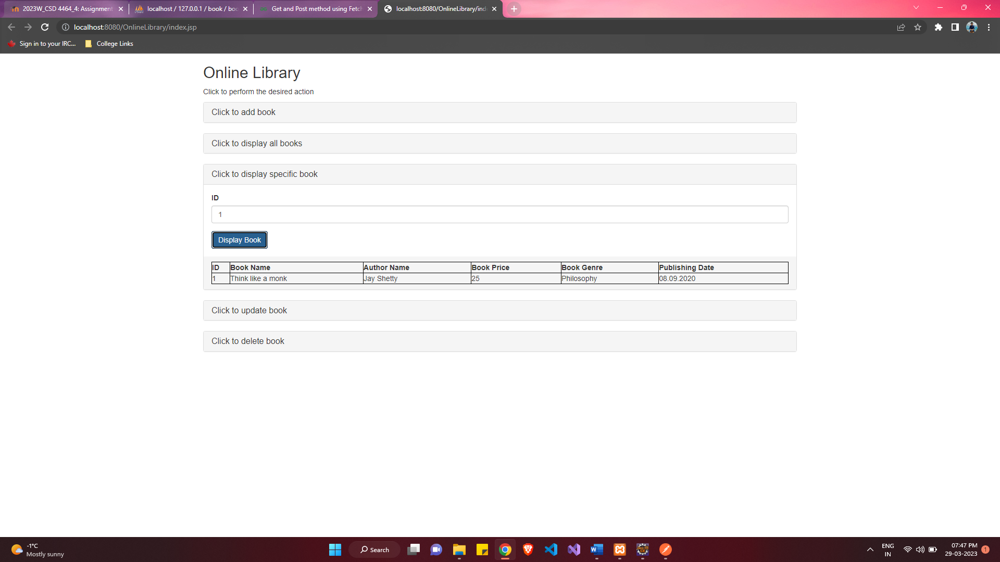 2023W_CSD 4464_4: Assignment
localhost / 127.0.0.1 / book / boo
Get and Post method using Fetch
localhost:8080/OnlineLibrary/inde
localhost:8080/OnlineLibrary/index.jsp
Sign in to your IRC...
College Links
Online Library
Click to perform the desired action
Click to add book
Click to display all books
Click to display specific book
ID
1
Display Book
ID Book Name Author Name Book Price Book Genre Publishing Date
1 Think like a monk Jay Shetty 25 Philosophy 08.09.2020
Click to update book
Click to delete book
-1°C
Mostly sunny
Search
ENG
IN
07:47 PM
29-03-2023
1